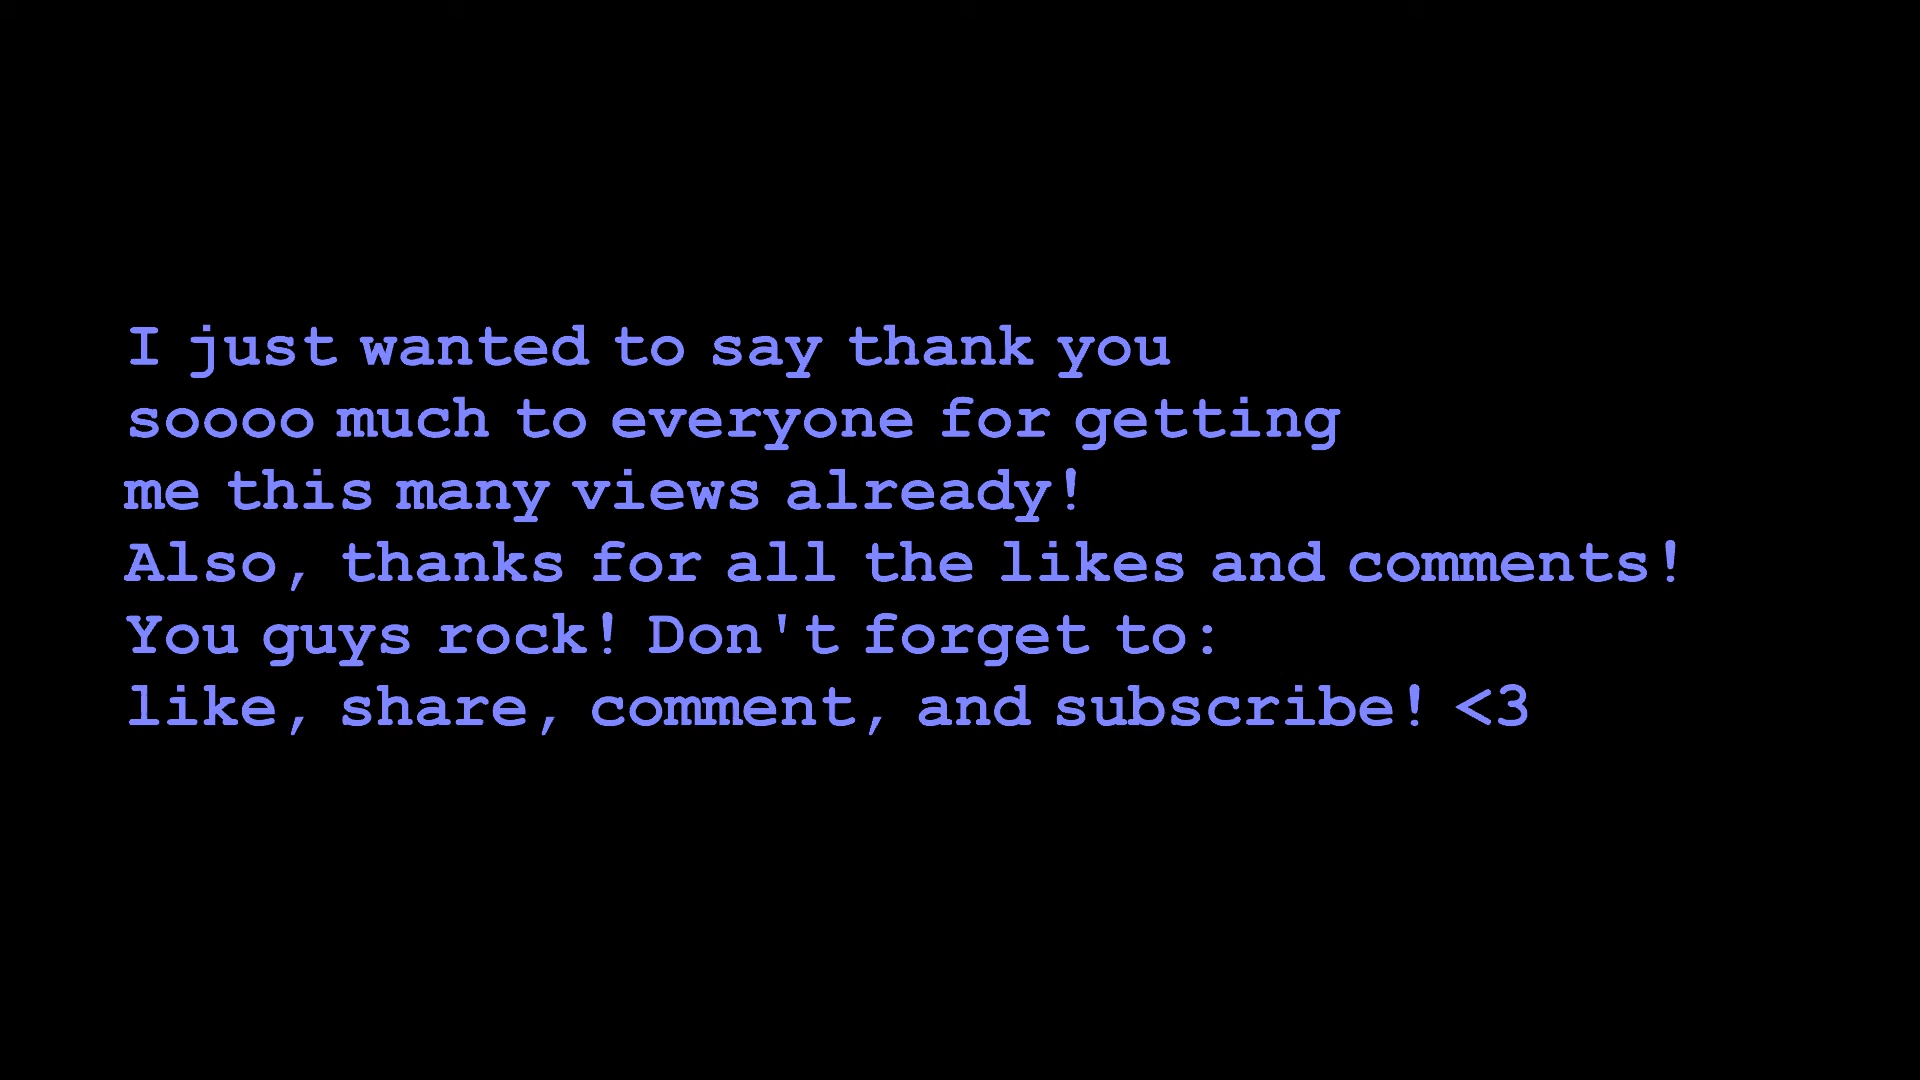 I just wanted to say thank you
soooo much to everyone for getting
me this many views already!
Also, thanks for all the likes and comments!
You guys rock! Don't forget to:
like, share, comment, and subscribe! <3